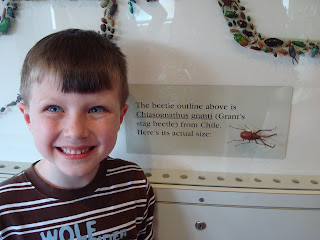 The beetle outline above is
Chiasognathus granti (Grant's
stag beetle) from Chile.
Here's its actual size:
WOLF